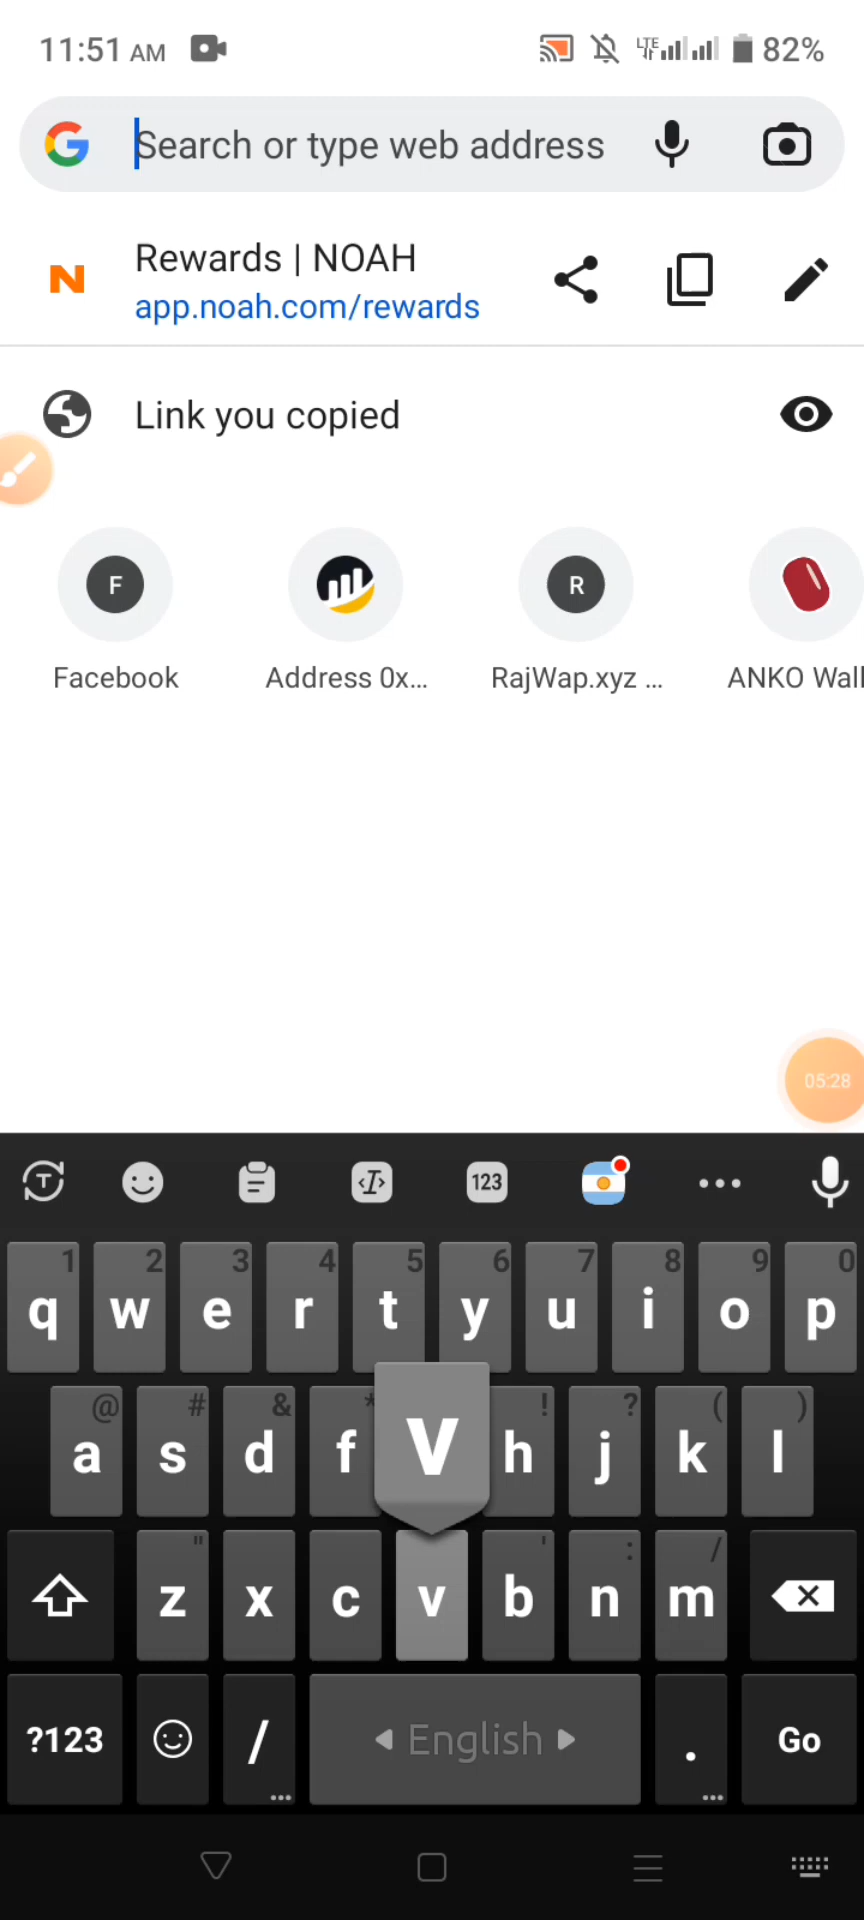 11:51 AM LTE 82%
Search or type web address
N Rewards | NOAH
app.noah.com/rewards
Link you copied
F R
Facebook Address 0x... RajWap.xyz ... ANKO Wall
05:28
T I 123
1 2 3 4 5 6 7 8 9 0
q w e r t y u i o p
@ # & * ! ? ( )
a s d f V h j k l
" ' : /
z x c v b n m
?123 / English . Go